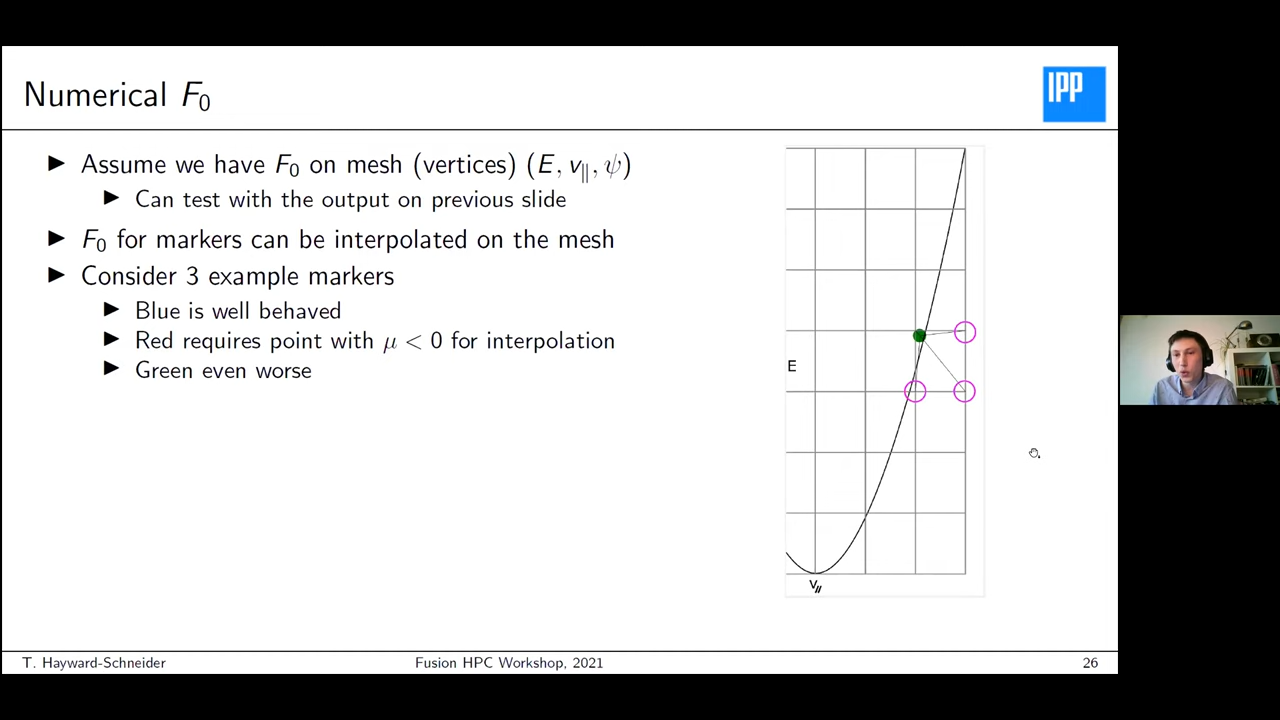 Numerical F₀
IPP
▶ Assume we have F₀ on mesh (vertices) (E, v∥, ψ)
▶ Can test with the output on previous slide
▶ F₀ for markers can be interpolated on the mesh
▶ Consider 3 example markers
▶ Blue is well behaved
▶ Red requires point with μ < 0 for interpolation
▶ Green even worse
E
v∥
T. Hayward-Schneider
Fusion HPC Workshop, 2021
26